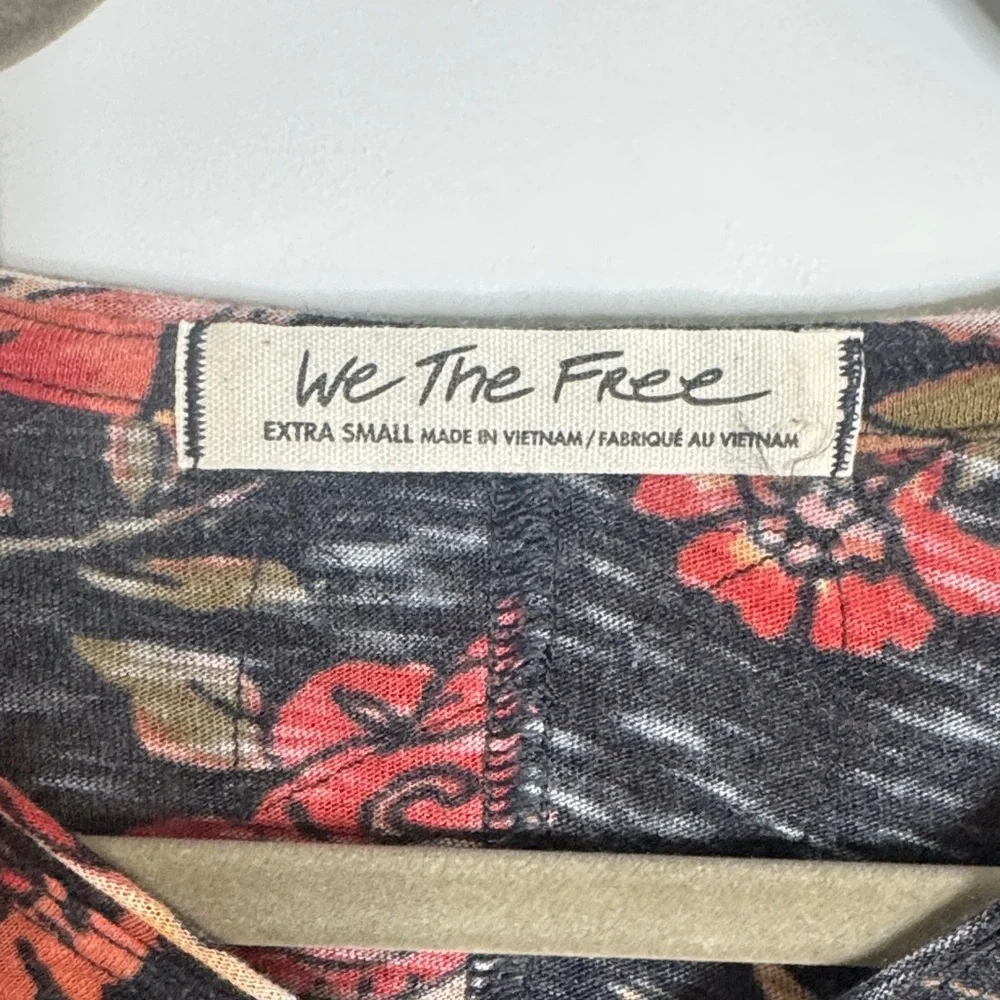 We The Free
EXTRA SMALL MADE IN VIETNAM / FABRIQUÉ AU VIETNAM